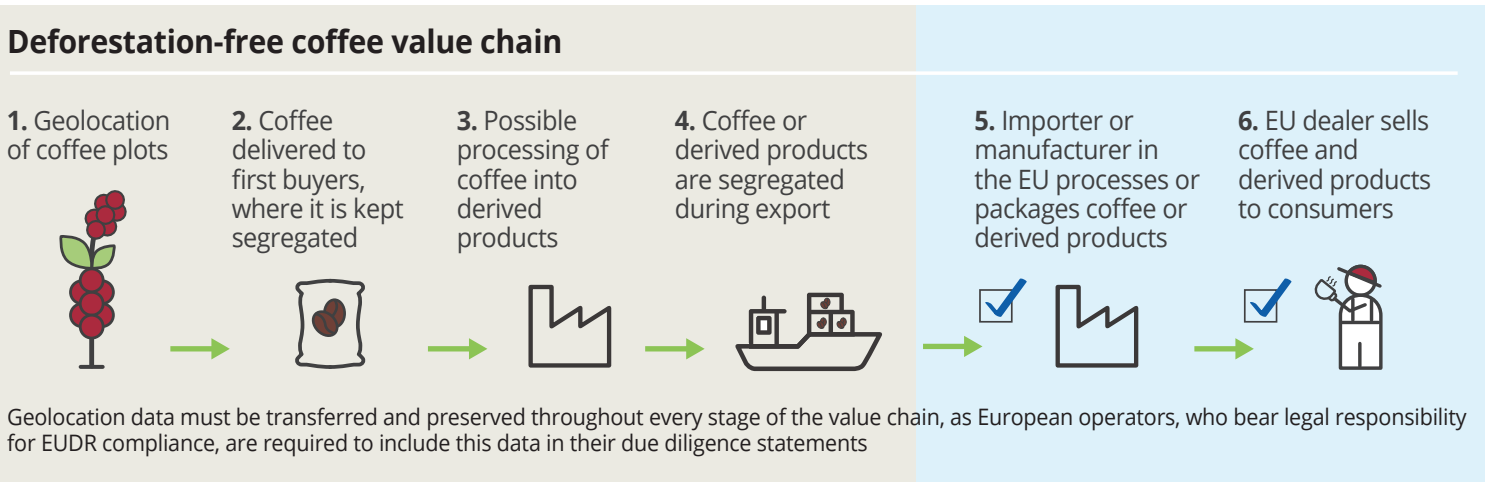 Deforestation-free coffee value chain
1. Geolocation
of coffee plots
2. Coffee
delivered to
first buyers,
where it is kept
segregated
3. Possible
processing of
coffee into
derived
products
4. Coffee or
derived products
are segregated
during export
5. Importer or
manufacturer in
the EU processes or
packages coffee or
derived products
6. EU dealer sells
coffee and
derived products
to consumers
Geolocation data must be transferred and preserved throughout every stage of the value chain, as European operators, who bear legal responsibility
for EUDR compliance, are required to include this data in their due diligence statements